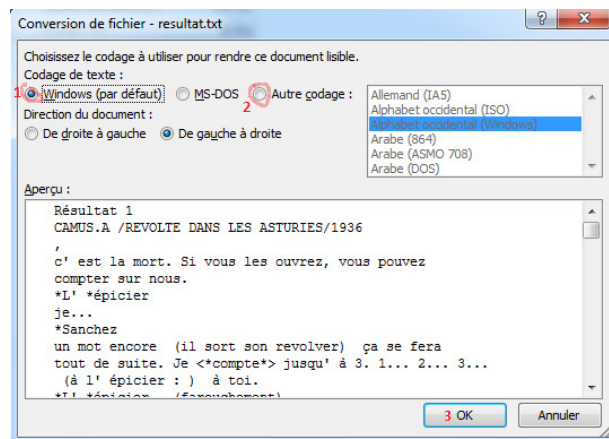 Conversion de fichier - resultat.txt
Choisissez le codage à utiliser pour rendre ce document lisible.
Codage de texte :
1 Windows (par défaut) MS-DOS 2 Autre codage :
Direction du document :
De droite à gauche De gauche à droite
Allemand (IA5)
Alphabet occidental (ISO)
Alphabet occidental (Windows)
Arabe (864)
Arabe (ASMO 708)
Arabe (DOS)
Aperçu :
Résultat 1
CAMUS.A /REVOLTE DANS LES ASTURIES/1936
,
c' est la mort. Si vous les ouvrez, vous pouvez
compter sur nous.
*L' *épicier
je...
*Sanchez
un mot encore (il sort son revolver) ça se fera
tout de suite. Je <*compte*> jusqu' à 3. 1... 2... 3...
(à l' épicier : ) à toi.
*L' *épicier (farouchement)
3 OK Annuler